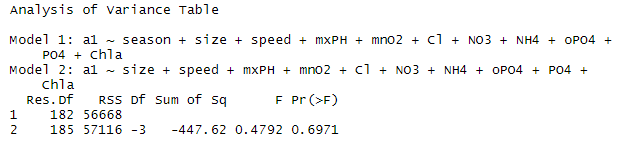 Analysis of Variance Table

Model 1: a1 ~ season + size + speed + mxPH + mnO2 + Cl + NO3 + NH4 + oPO4 +
    PO4 + Chla
Model 2: a1 ~ size + speed + mxPH + mnO2 + Cl + NO3 + NH4 + oPO4 + PO4 +
    Chla
  Res.Df   RSS Df Sum of Sq      F Pr(>F)
1    182 56668
2    185 57116 -3   -447.62 0.4792 0.6971